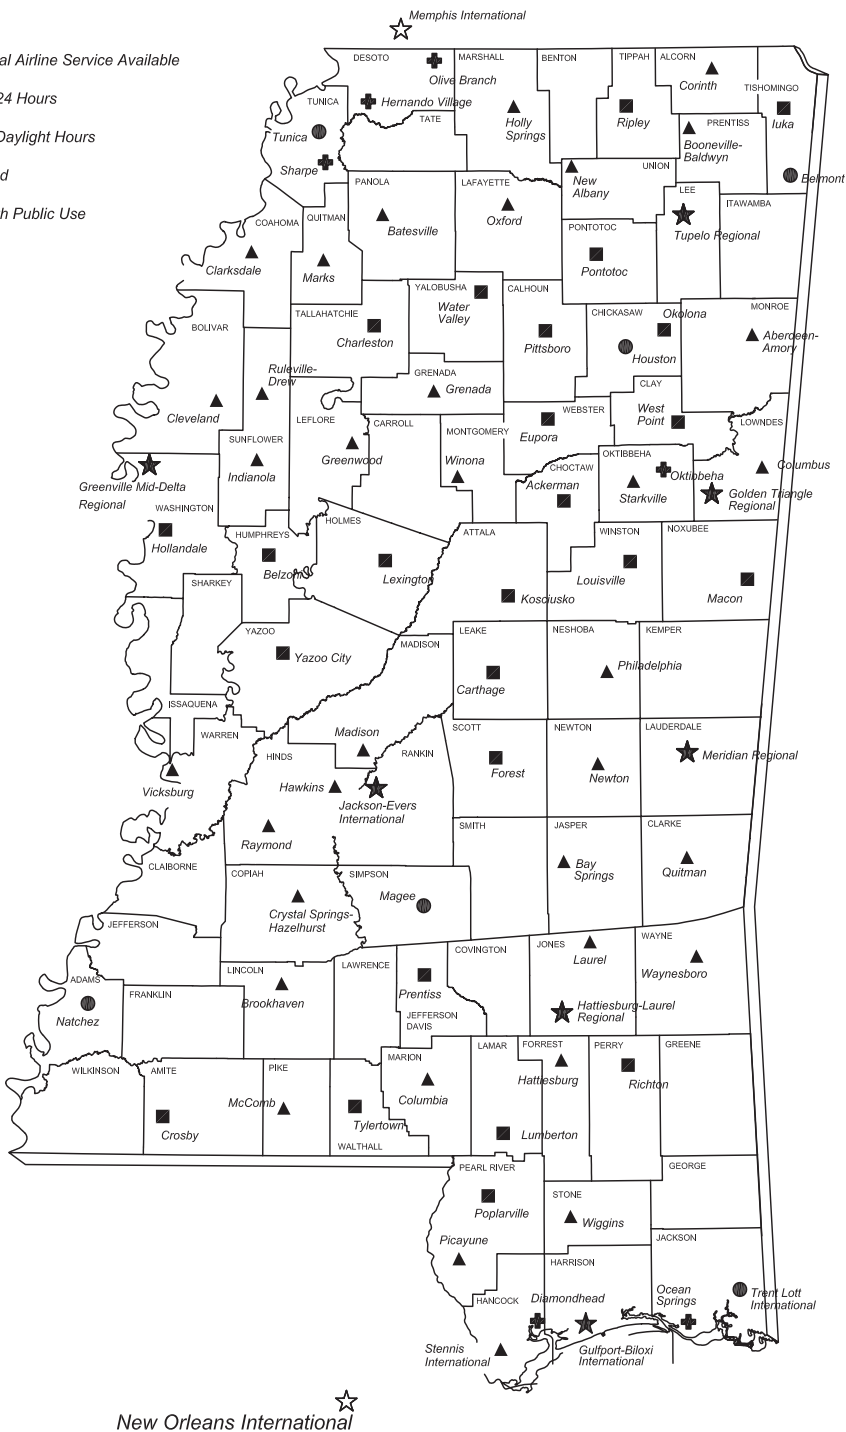 Memphis International
al Airline Service Available
24 Hours
Daylight Hours
d
h Public Use
DESOTO
MARSHALL
BENTON
TIPPAH
ALCORN
Olive Branch
Corinth
TISHOMINGO
TUNICA
Hernando Village
TATE
Holly
Springs
Ripley
PRENTISS
Iuka
Tunica
Booneville-
Baldwyn
Sharpe
UNION
New
Albany
Belmont
PANOLA
LAFAYETTE
LEE
ITAWAMBA
COAHOMA
QUITMAN
Batesville
Oxford
PONTOTOC
Tupelo Regional
Clarksdale
Marks
Pontotoc
YALOBUSHA
CALHOUN
Water
Valley
TALLAHATCHIE
CHICKASAW
Okolona
MONROE
BOLIVAR
Charleston
Pittsboro
Houston
Aberdeen-
Amory
Ruleville-
Drew
GRENADA
Grenada
CLAY
Cleveland
LEFLORE
CARROLL
MONTGOMERY
WEBSTER
West
Point
LOWNDES
SUNFLOWER
Greenwood
Winona
Eupora
OKTIBBEHA
Indianola
CHOCTAW
Oktibbeha
Columbus
Greenville Mid-Delta
Regional
Ackerman
Starkville
Golden Triangle
Regional
WASHINGTON
Hollandale
HUMPHREYS
HOLMES
ATTALA
WINSTON
NOXUBEE
Belzoni
Lexington
Louisville
SHARKEY
Kosciusko
Macon
YAZOO
MADISON
LEAKE
NESHOBA
KEMPER
Yazoo City
Philadelphia
Carthage
ISSAQUENA
WARREN
Madison
SCOTT
NEWTON
LAUDERDALE
HINDS
RANKIN
Meridian Regional
Vicksburg
Hawkins
Forest
Newton
Jackson-Evers
International
SMITH
JASPER
CLARKE
Raymond
CLAIBORNE
COPIAH
SIMPSON
Bay
Springs
Quitman
Magee
Crystal Springs-
Hazelhurst
JEFFERSON
COVINGTON
JONES
WAYNE
Laurel
ADAMS
LINCOLN
LAWRENCE
Waynesboro
FRANKLIN
Brookhaven
Prentiss
Natchez
JEFFERSON
DAVIS
Hattiesburg-Laurel
Regional
WILKINSON
AMITE
PIKE
MARION
LAMAR
FORREST
PERRY
GREENE
Hattiesburg
Richton
McComb
Columbia
Crosby
Tylertown
Lumberton
WALTHALL
PEARL RIVER
GEORGE
Poplarville
STONE
Wiggins
Picayune
JACKSON
HARRISON
HANCOCK
Diamondhead
Ocean
Springs
Trent Lott
International
Stennis
International
Gulfport-Biloxi
International
New Orleans International